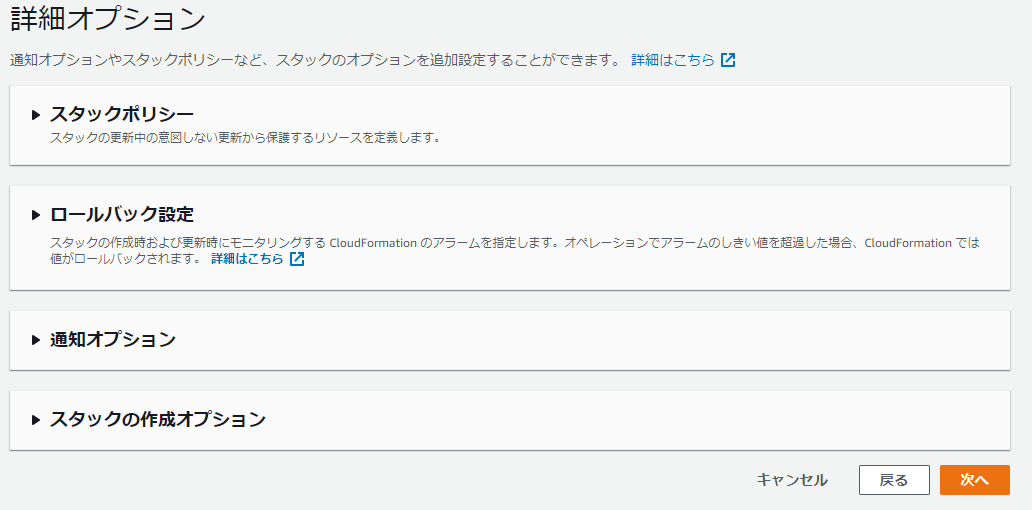 詳細オプション
通知オプションやスタックポリシーなど、スタックのオプションを追加設定することができます。 詳細はこちら
スタックポリシー
スタックの更新中の意図しない更新から保護するリソースを定義します。
ロールバック設定
スタックの作成時および更新時にモニタリングする CloudFormation のアラームを指定します。オペレーションでアラームのしきい値を超過した場合、CloudFormation では
値がロールバックされます。 詳細はこちら
通知オプション
スタックの作成オプション
キャンセル 戻る 次へ